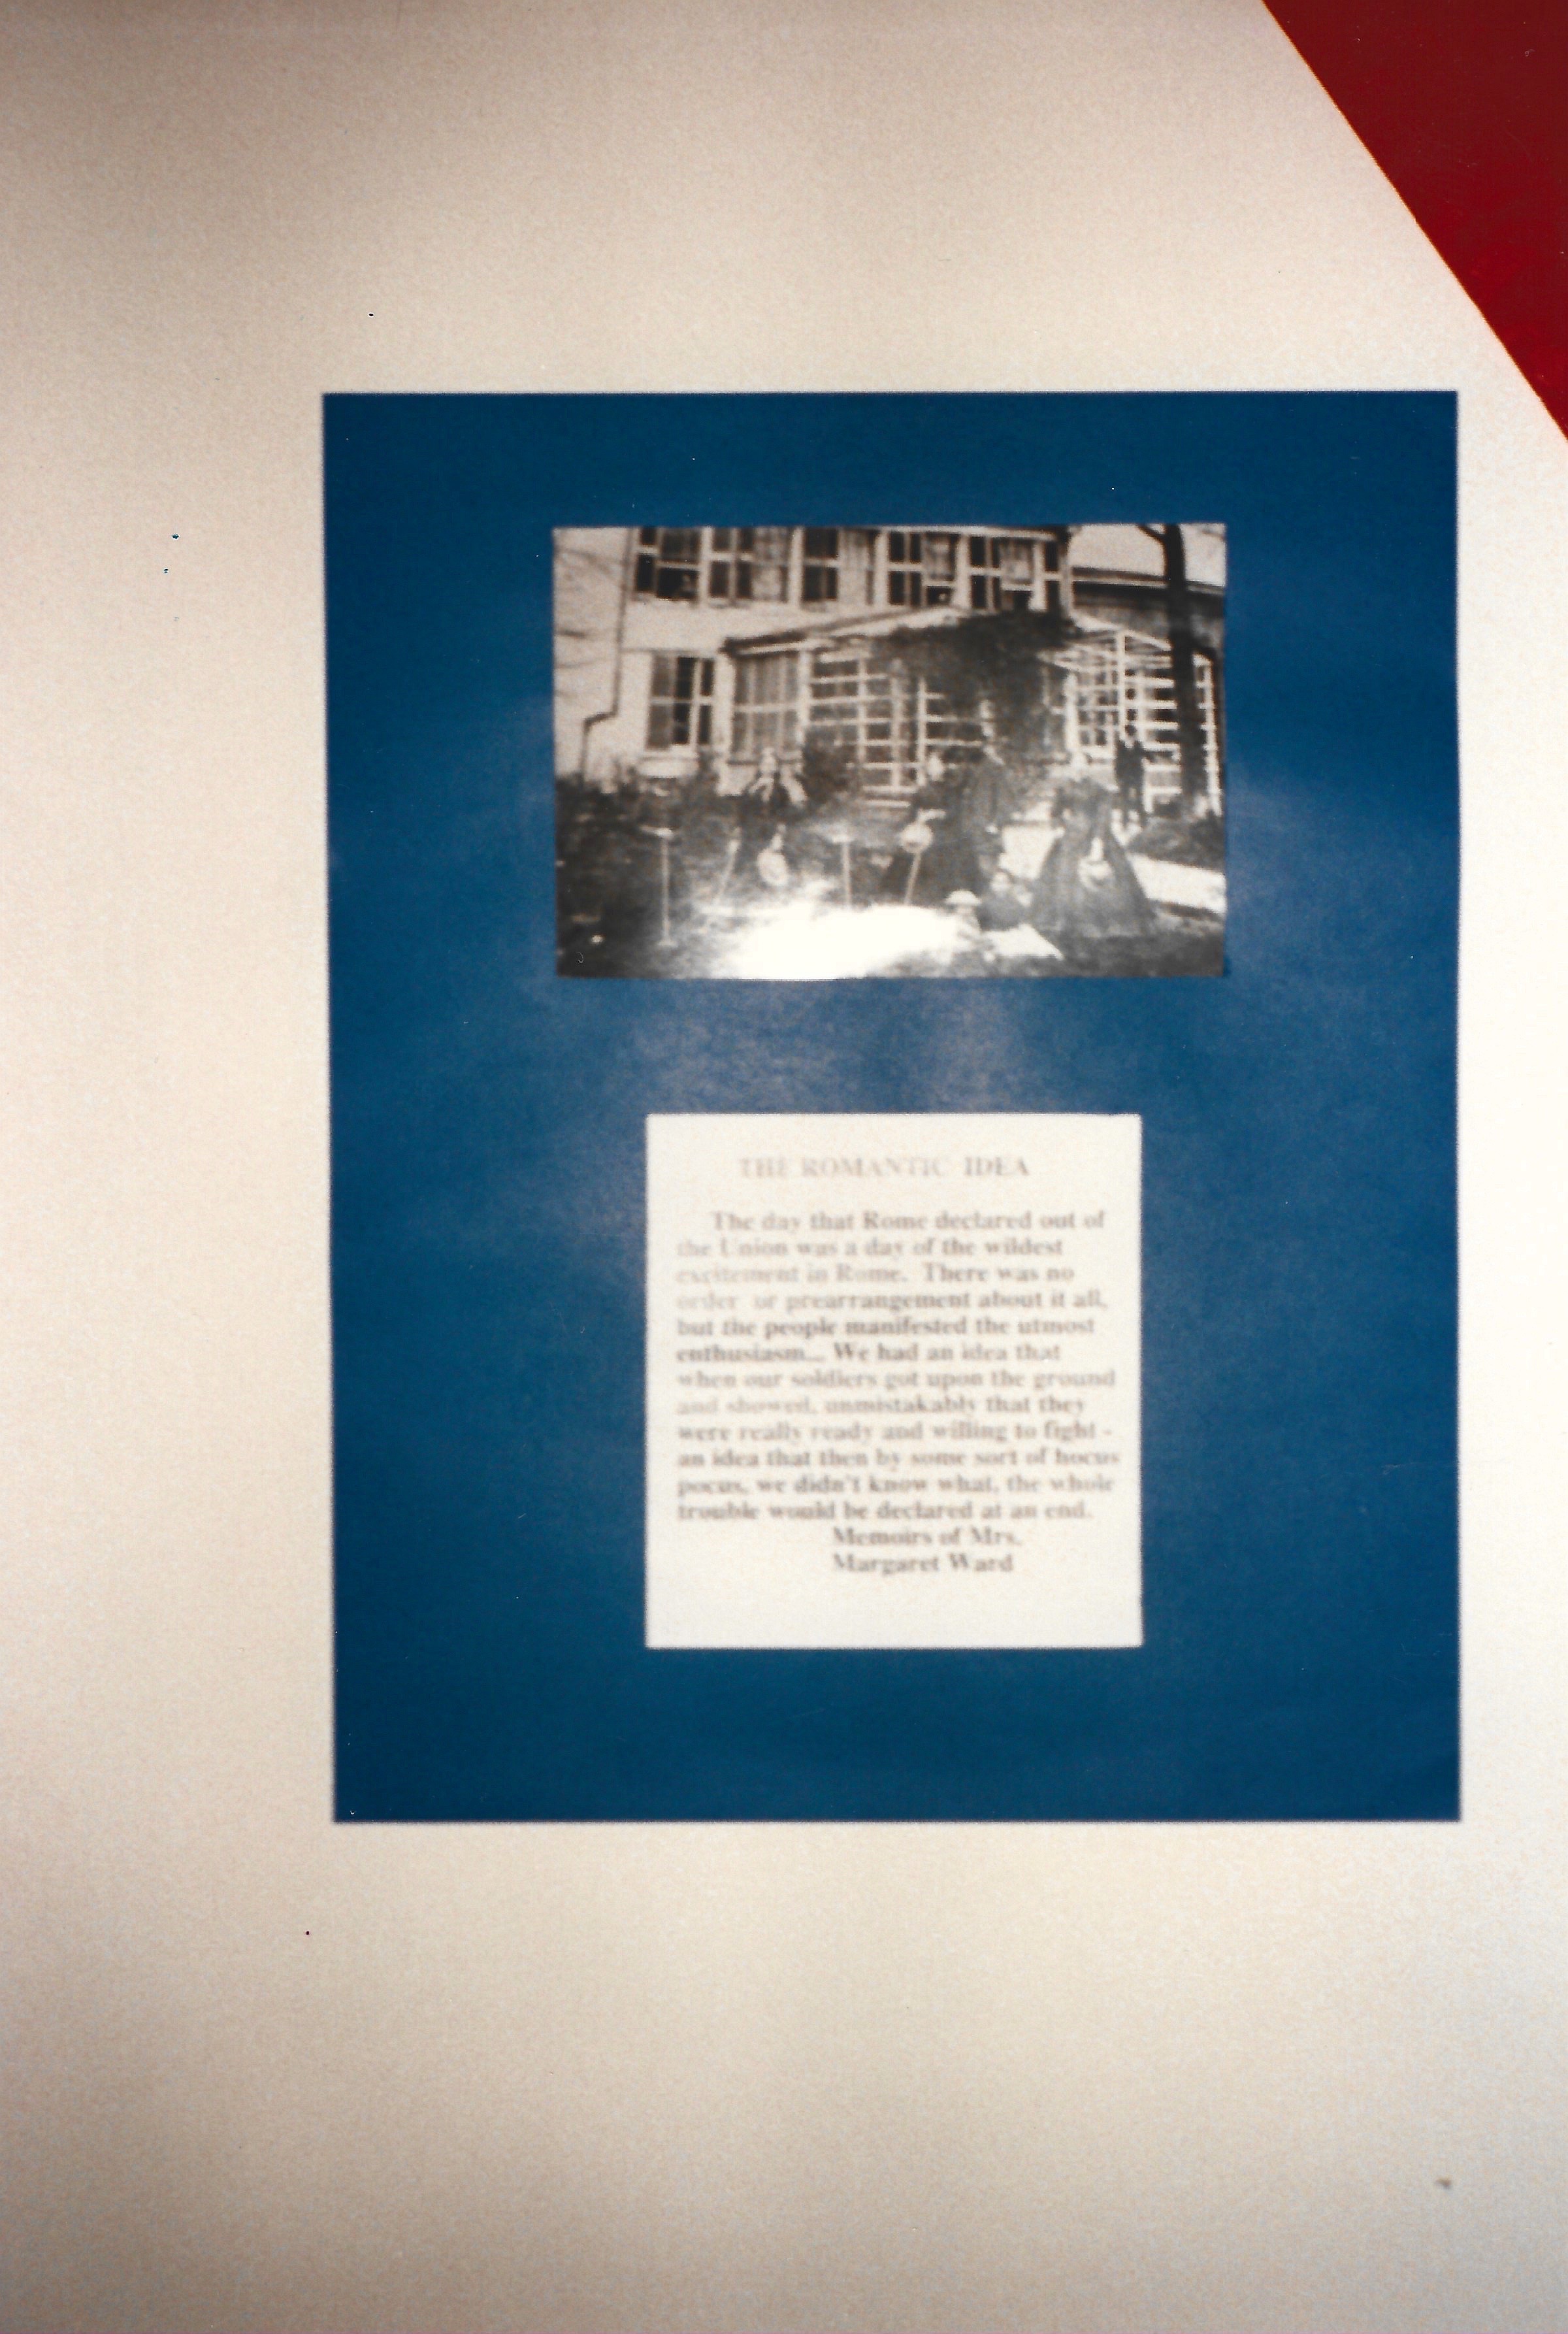 THE ROMANTIC IDEA
The day that Rome declared out of
the Union was a day of the wildest
excitement in Rome. There was no
order or prearrangement about it all,
but the people manifested the utmost
enthusiasm... We had an idea that
when our soldiers got upon the ground
and showed, unmistakably that they
were really ready and willing to fight -
an idea that then by some sort of hocus
pocus, we didn't know what, the whole
trouble would be declared at an end.
Memoirs of Mrs.
Margaret Ward